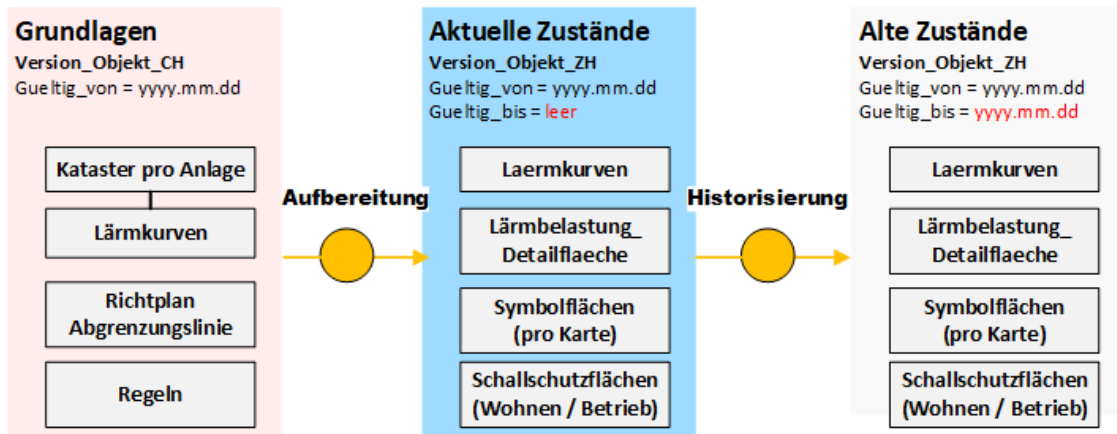 Grundlagen
Version_Objekt_CH
Gueltig_von = yyyy.mm.dd
Kataster pro Anlage
Lärmkurven
Richtplan
Abgrenzungslinie
Regeln
Aufbereitung
Aktuelle Zustände
Version_Objekt_ZH
Gueltig_von = yyyy.mm.dd
Gueltig_bis = leer
Laermkurven
Lärmbelastung_
Detailflaeche
Symbolflächen
(pro Karte)
Schallschutzflächen
(Wohnen / Betrieb)
Historisierung
Alte Zustände
Version_Objekt_ZH
Gueltig_von = yyyy.mm.dd
Gueltig_bis = yyyy.mm.dd
Laermkurven
Lärmbelastung_
Detailflaeche
Symbolflächen
(pro Karte)
Schallschutzflächen
(Wohnen / Betrieb)